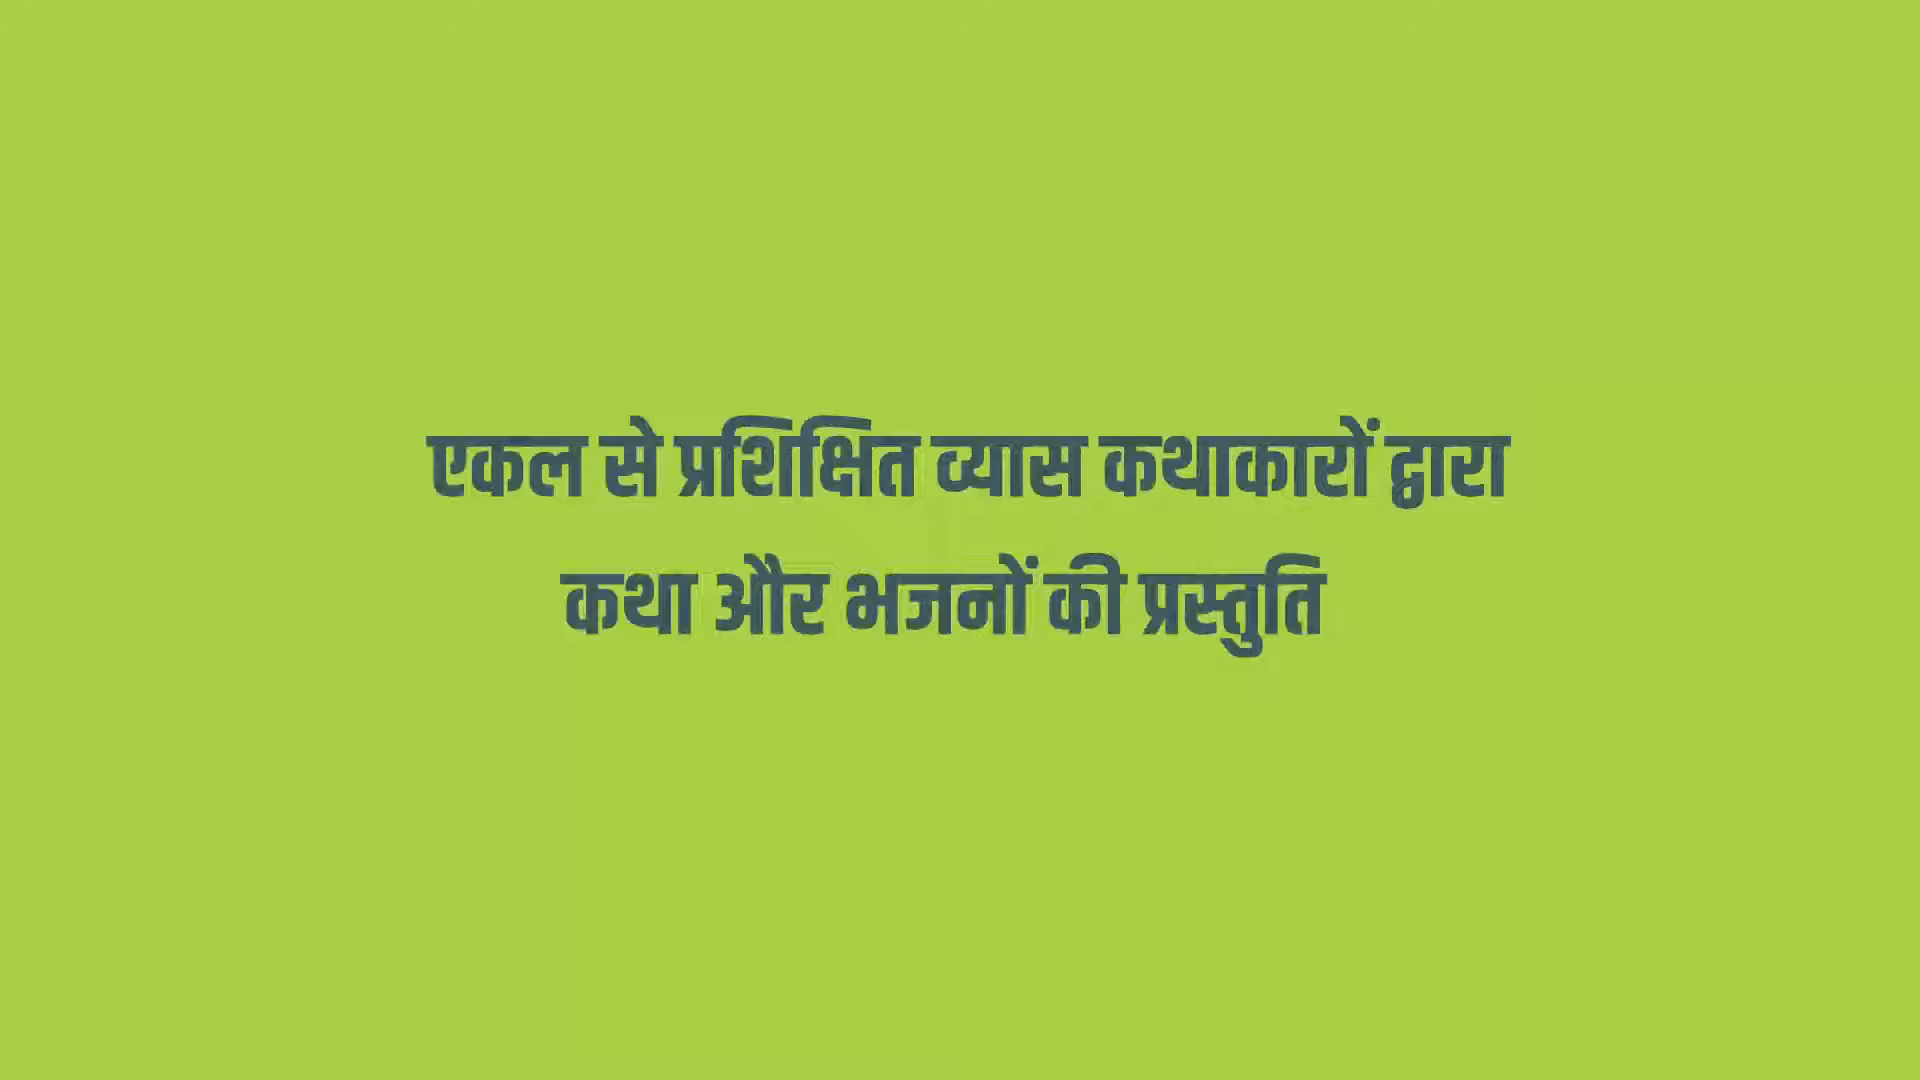 एकल से प्रशिक्षित व्यास कथाकारों द्वारा
कथा और भजनों की प्रस्तुति